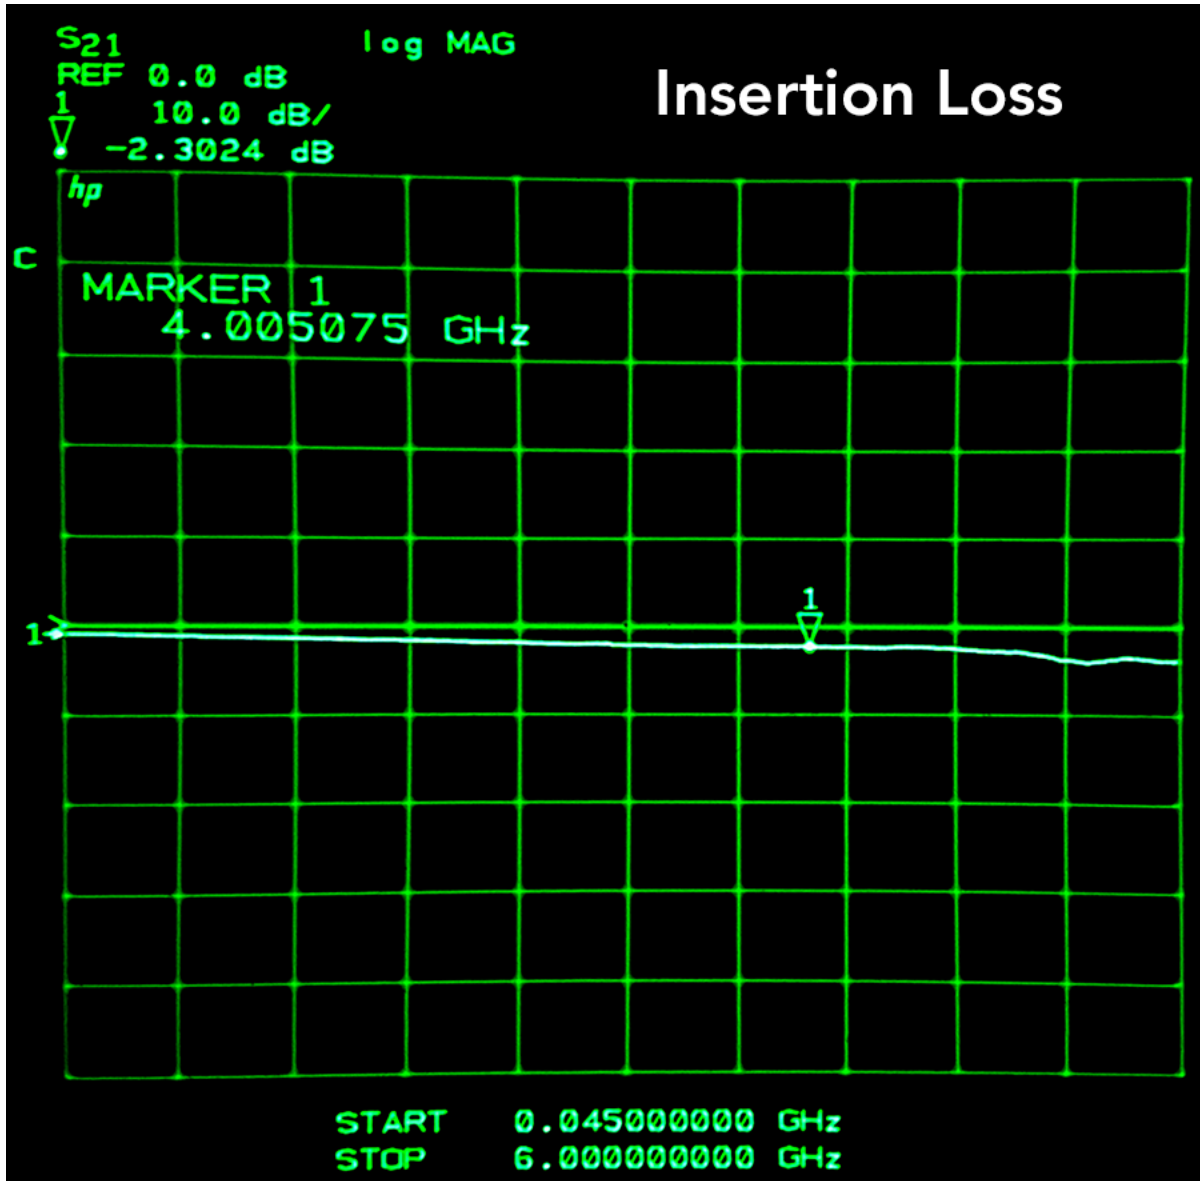 S21 log MAG
REF 0.0 dB
1 10.0 dB/
-2.3024 dB
Insertion Loss
hp
C
MARKER 1
4.005075 GHz
1
1
START 0.045000000 GHz
STOP 6.000000000 GHz